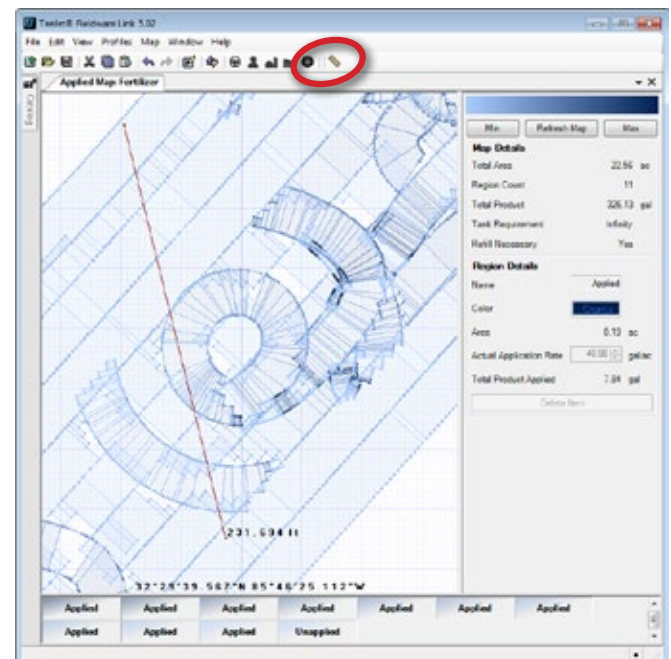 TeeJet® Fieldware Link 5.02
File Edit View Profiles Map Window Help
Applied Map Fertilizer
Catalog
Min Refresh Map Max
Map Details
Total Area 22.56 ac
Region Count 11
Total Product 326.13 gal
Tank Requirement Infinity
Refill Necessary Yes
Region Details
Name Applied
Color
Area 0.19 ac
Actual Application Rate 40.00 gal/ac
Total Product Applied 7.84 gal
Delete Item
231.694 ft
32°25'39.567"N 85°46'25.112"W
Applied Applied Applied Applied Applied Applied Applied
Applied Applied Applied Unapplied